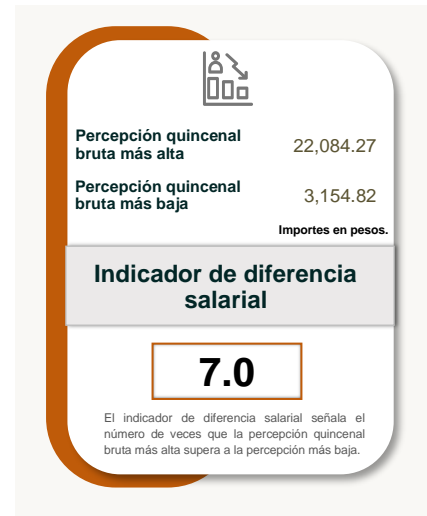 Percepción quincenal
bruta más alta
22,084.27
Percepción quincenal
bruta más baja
3,154.82
Importes en pesos.
Indicador de diferencia
salarial
7.0
El indicador de diferencia salarial señala el
número de veces que la percepción quincenal
bruta más alta supera a la percepción más baja.